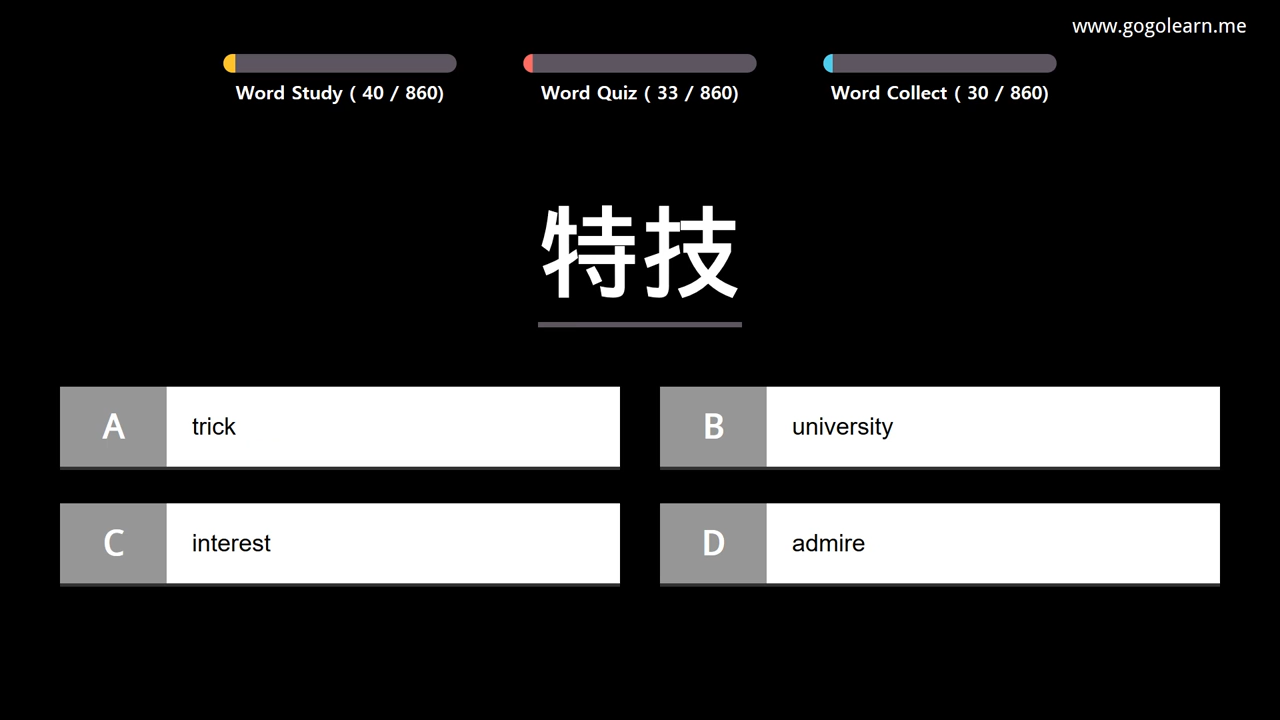 www.gogolearn.me
Word Study ( 40 / 860)
Word Quiz ( 33 / 860)
Word Collect ( 30 / 860)
特技
A trick
B university
C interest
D admire